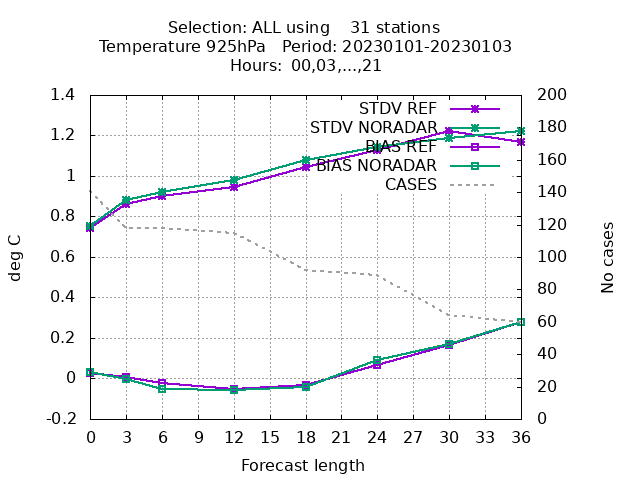 Selection: ALL using    31 stations
Temperature 925hPa   Period: 20230101-20230103
Hours:  00,03,...,21
1.4
1.2
1
0.8
0.6
0.4
0.2
0
-0.2
deg C
STDV REF
STDV NORADAR
BIAS REF
BIAS NORADAR
CASES
200
180
160
140
120
100
80
60
40
20
0
No cases
0 3 6 9 12 15 18 21 24 27 30 33 36
Forecast length